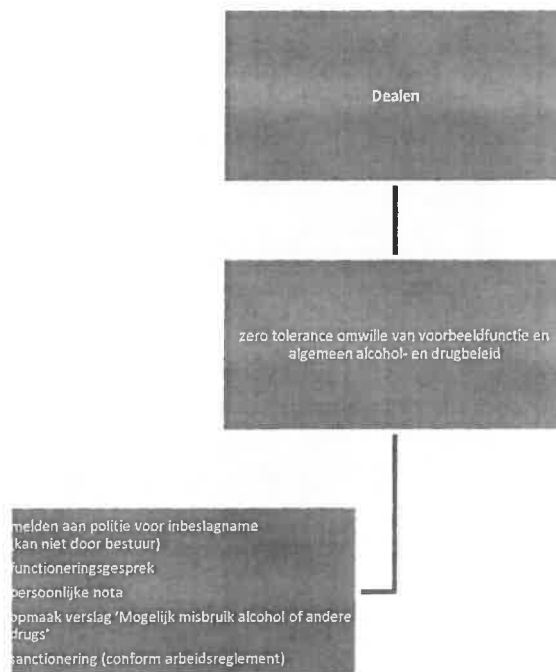 Dealen
zero tolerance omwille van voorbeeldfunctie en
algemeen alcohol- en drugbeleid
melden aan politie voor inbeslagname
(kan niet door bestuur)
functioneringsgesprek
persoonlijke nota
opmaak verslag 'Mogelijk misbruik alcohol of andere
drugs'
sanctionering (conform arbeidsreglement)